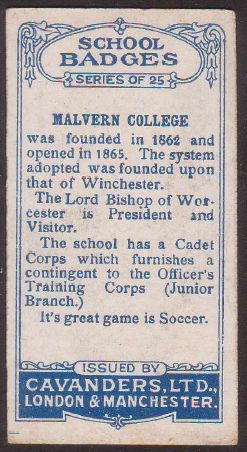 SCHOOL
BADGES
SERIES OF 25
MALVERN COLLEGE
was founded in 1862 and
opened in 1865. The system
adopted was founded upon
that of Winchester.
The Lord Bishop of Wor-
cester is President and
Visitor.
The school has a Cadet
Corps which furnishes a
contingent to the Officer's
Training Corps (Junior
Branch.)
It's great game is Soccer.
ISSUED BY
CAVANDERS, LTD.,
LONDON & MANCHESTER.